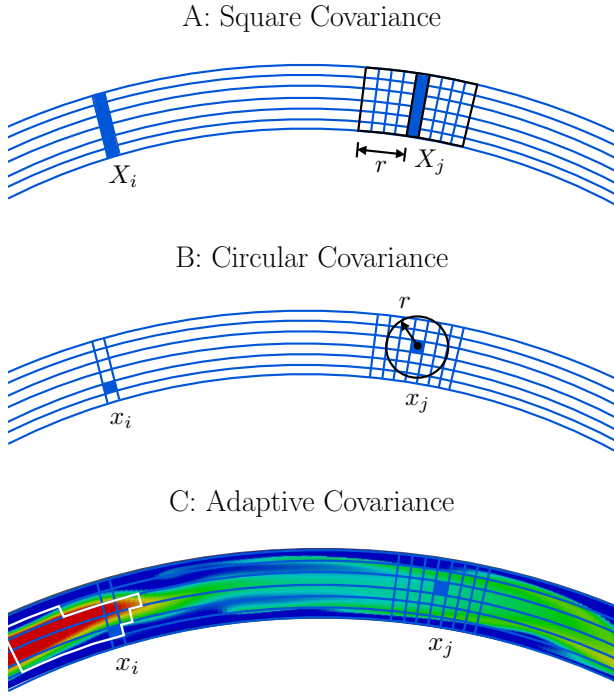 A: Square Covariance
X_i
X_j
r
B: Circular Covariance
r
x_i
x_j
C: Adaptive Covariance
x_i
x_j